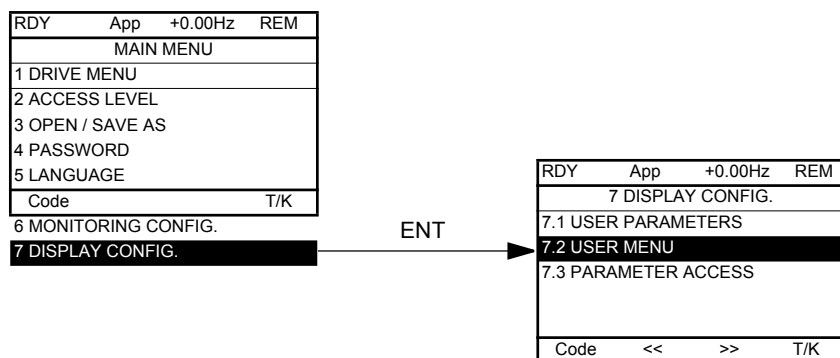 RDY App +0.00Hz REM
MAIN MENU
1 DRIVE MENU
2 ACCESS LEVEL
3 OPEN / SAVE AS
4 PASSWORD
5 LANGUAGE
Code T/K
6 MONITORING CONFIG.
7 DISPLAY CONFIG.
ENT
RDY App +0.00Hz REM
7 DISPLAY CONFIG.
7.1 USER PARAMETERS
7.2 USER MENU
7.3 PARAMETER ACCESS
Code << >> T/K